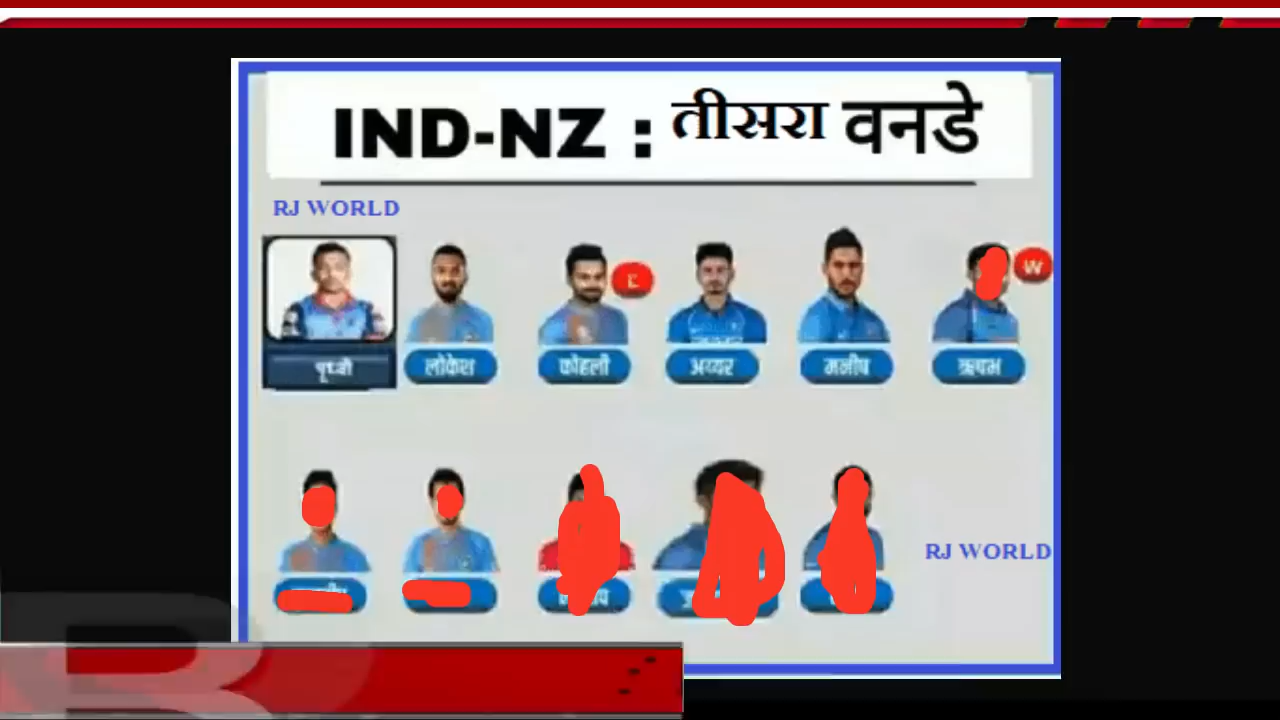 IND-NZ : तीसरा वनडे
RJ WORLD
C
W
पृथ्वी लोकेश कोहली अय्यर मनीष ऋषभ
RJ WORLD